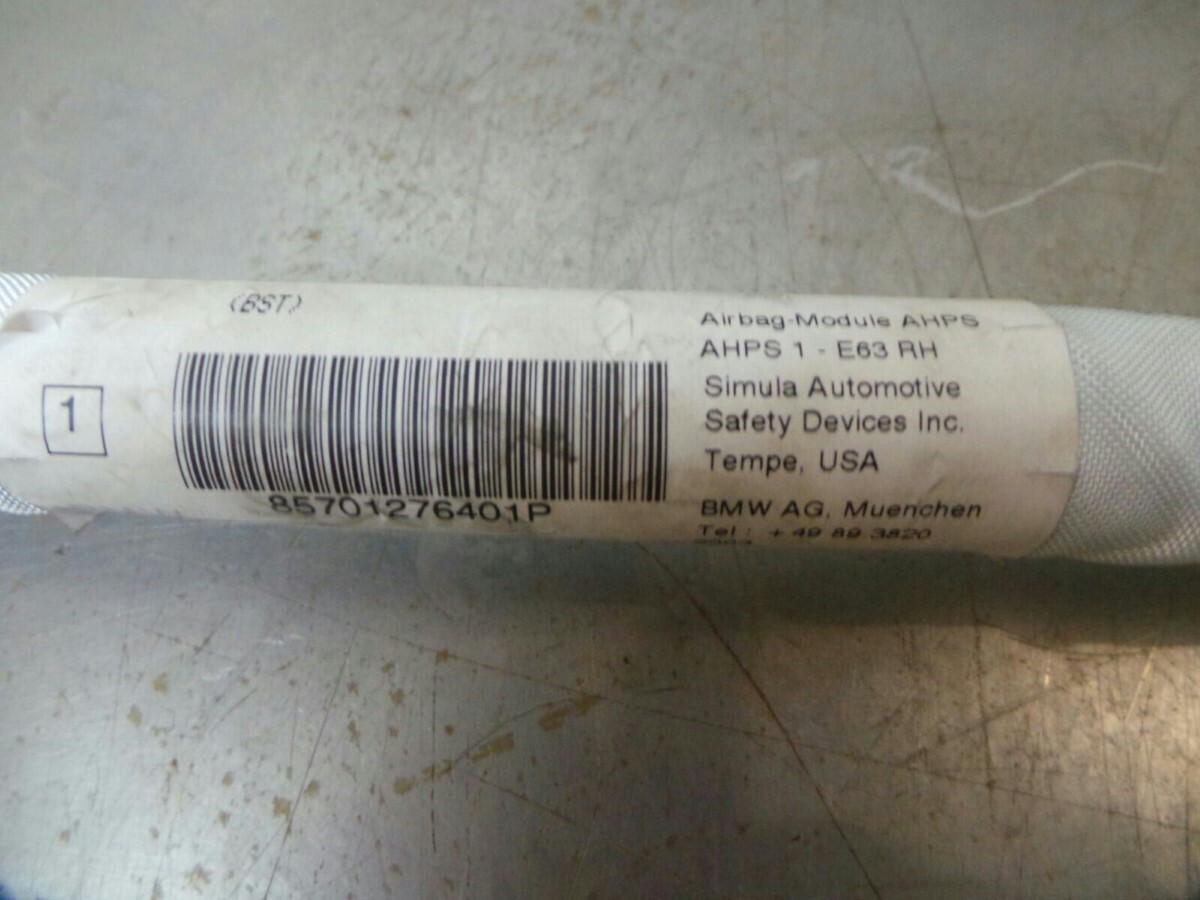 (BST)
1
85701276401P
Airbag-Module AHPS
AHPS 1 - E63 RH
Simula Automotive
Safety Devices Inc.
Tempe, USA
BMW AG, Muenchen
Tel : + 49 89 3820